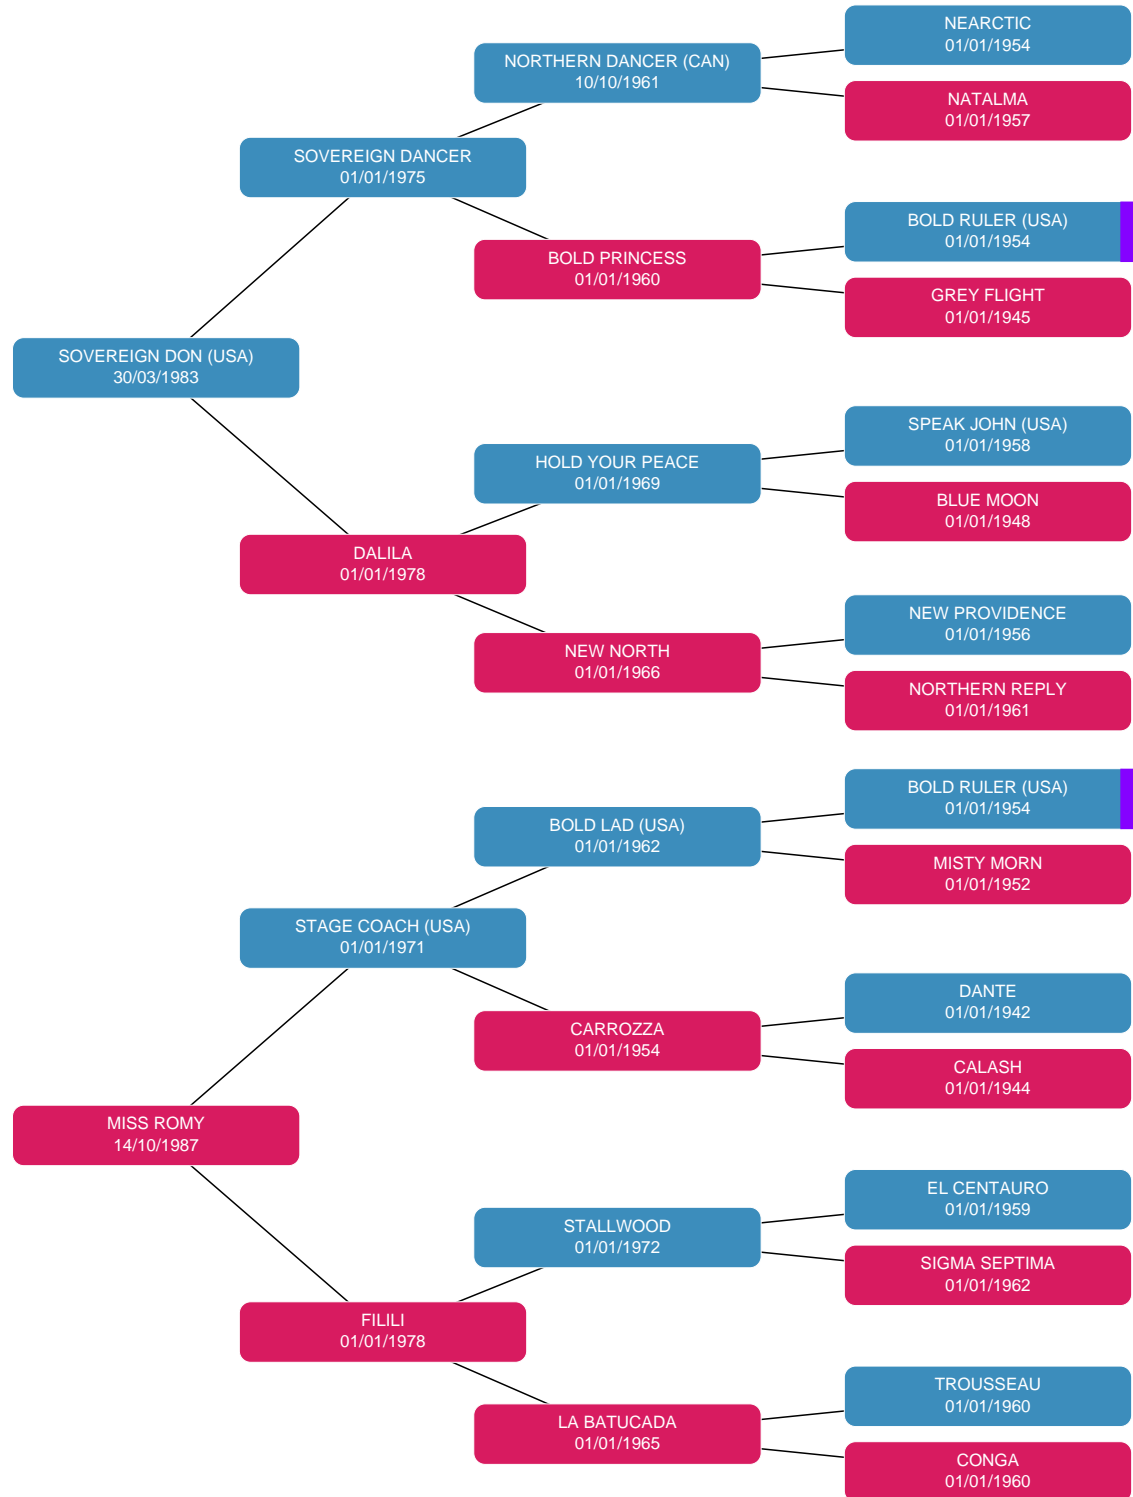 NEARCTIC
01/01/1954
NORTHERN DANCER (CAN)
10/10/1961
NATALMA
01/01/1957
SOVEREIGN DANCER
01/01/1975
BOLD RULER (USA)
01/01/1954
BOLD PRINCESS
01/01/1960
GREY FLIGHT
01/01/1945
SOVEREIGN DON (USA)
30/03/1983
SPEAK JOHN (USA)
01/01/1958
HOLD YOUR PEACE
01/01/1969
BLUE MOON
01/01/1948
DALILA
01/01/1978
NEW PROVIDENCE
01/01/1956
NEW NORTH
01/01/1966
NORTHERN REPLY
01/01/1961
BOLD RULER (USA)
01/01/1954
BOLD LAD (USA)
01/01/1962
MISTY MORN
01/01/1952
STAGE COACH (USA)
01/01/1971
DANTE
01/01/1942
CARROZZA
01/01/1954
CALASH
01/01/1944
MISS ROMY
14/10/1987
EL CENTAURO
01/01/1959
STALLWOOD
01/01/1972
SIGMA SEPTIMA
01/01/1962
FILILI
01/01/1978
TROUSSEAU
01/01/1960
LA BATUCADA
01/01/1965
CONGA
01/01/1960